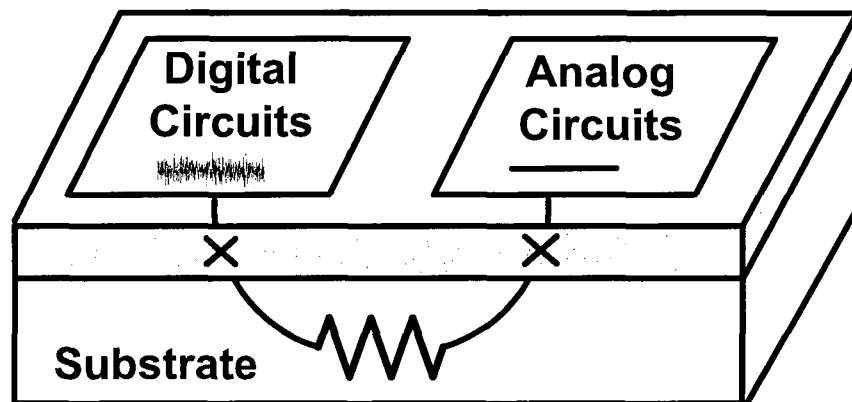 Digital
Circuits
Analog
Circuits
Substrate